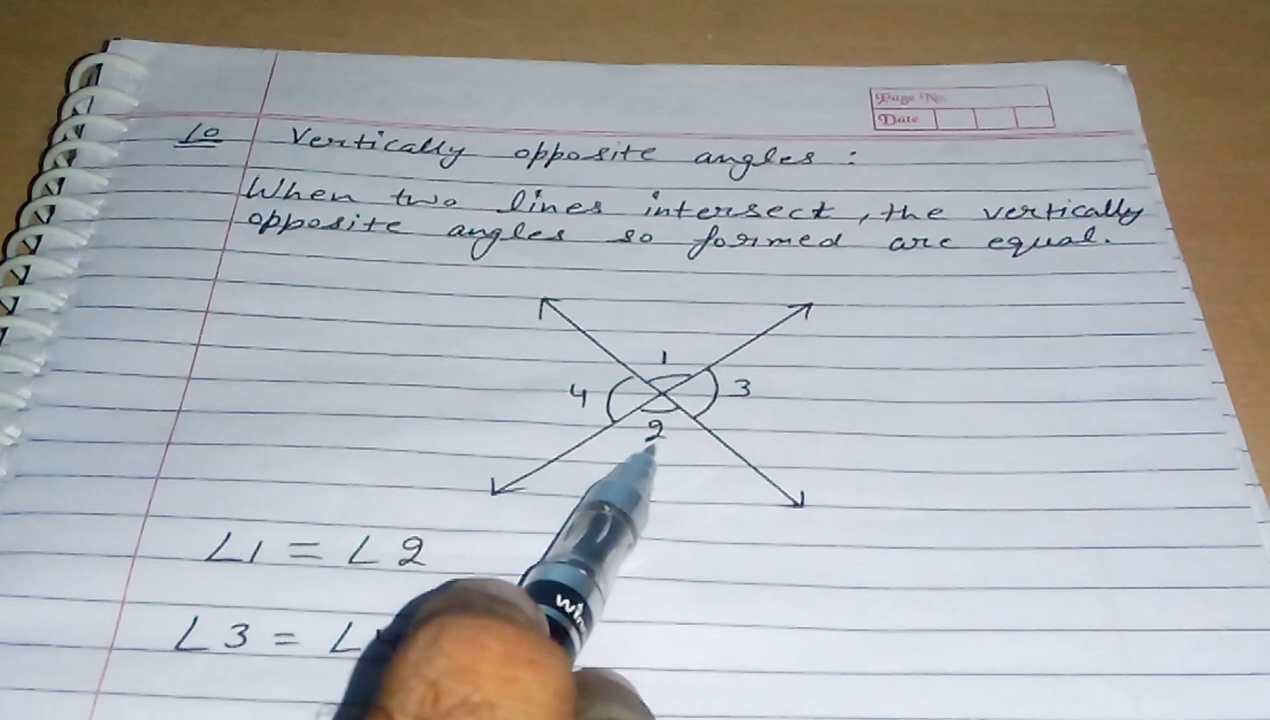 Page No.
Date
10 Vertically opposite angles :
When two lines intersect, the vertically
opposite angles so formed are equal.
1
4 3
2
∠1 = ∠2
∠3 = ∠